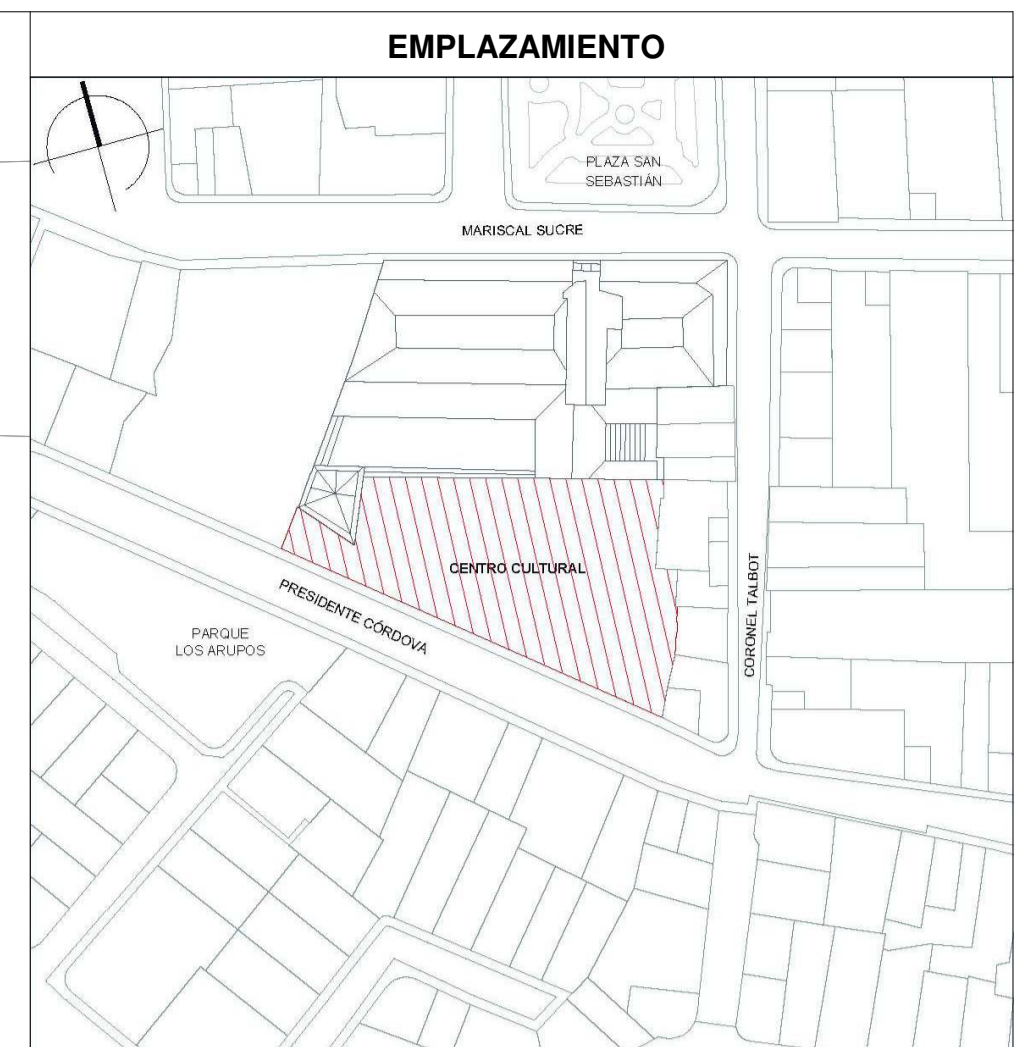 EMPLAZAMIENTO
PLAZA SAN
SEBASTIÁN
MARISCAL SUCRE
CENTRO CULTURAL
CORONEL TALBOT
PRESIDENTE CÓRDOVA
PARQUE
LOS ARUPOS